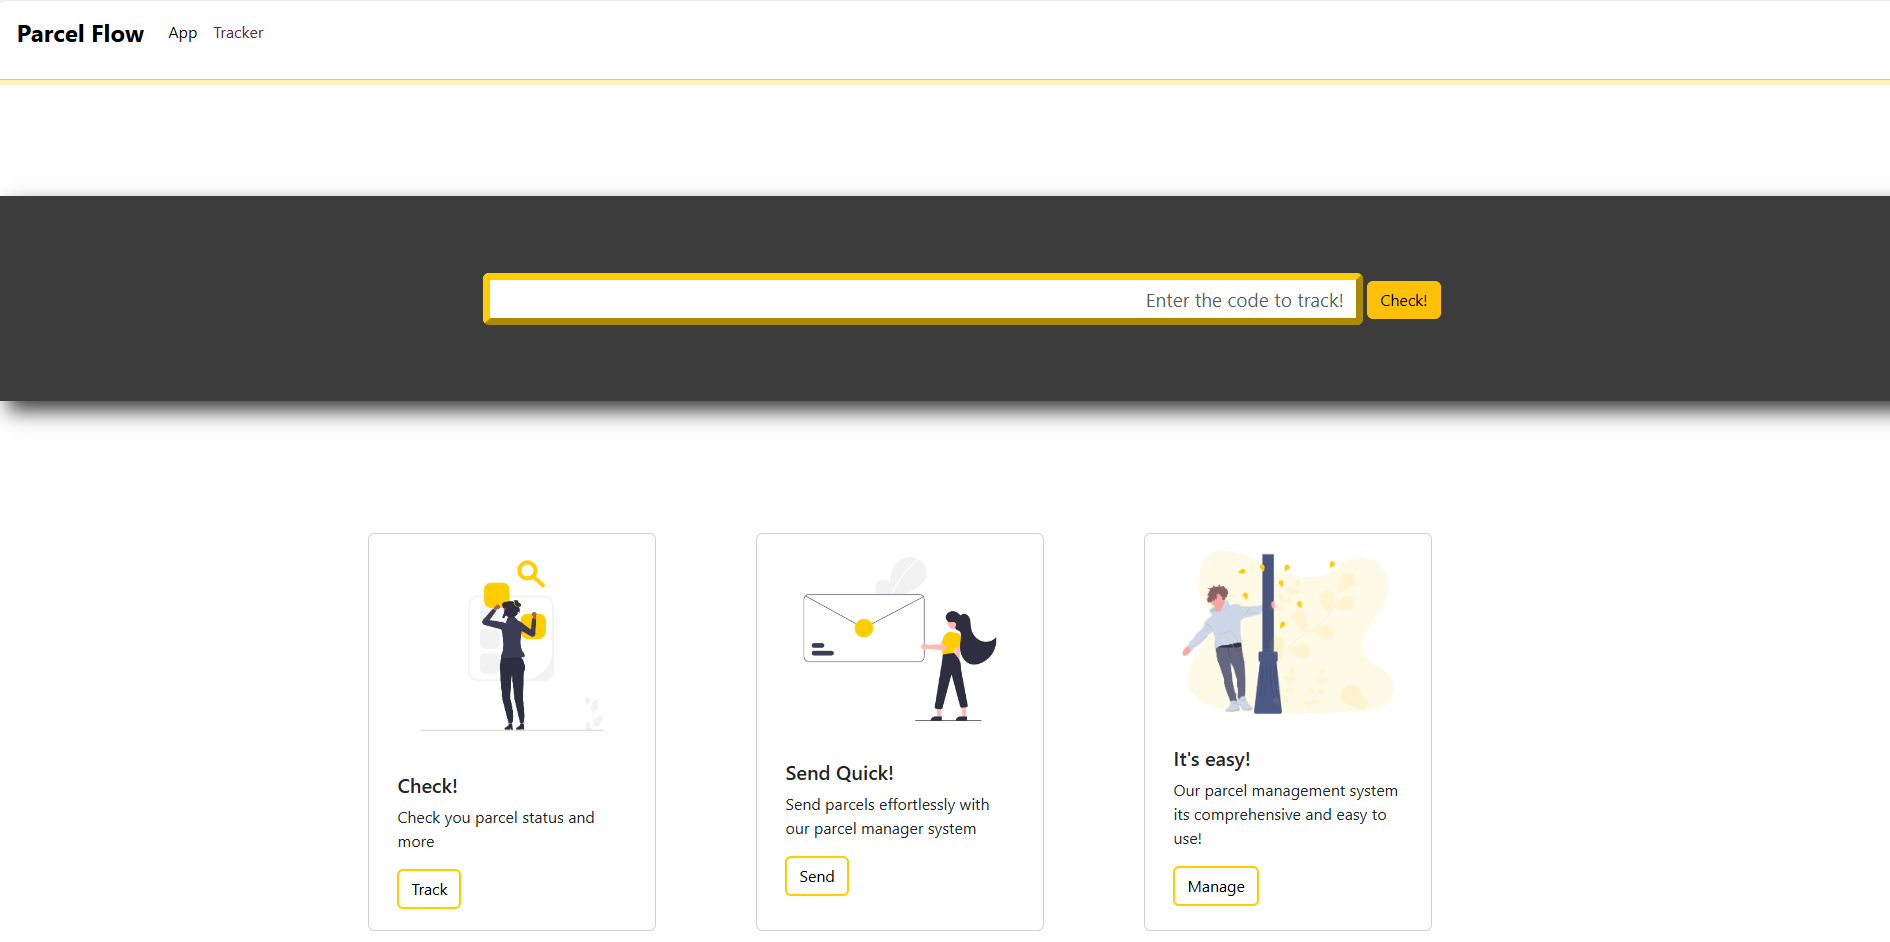 Parcel Flow App Tracker
Enter the code to track! Check!
Check!
Check you parcel status and
more
Track
Send Quick!
Send parcels effortlessly with
our parcel manager system
Send
It's easy!
Our parcel management system
its comprehensive and easy to
use!
Manage